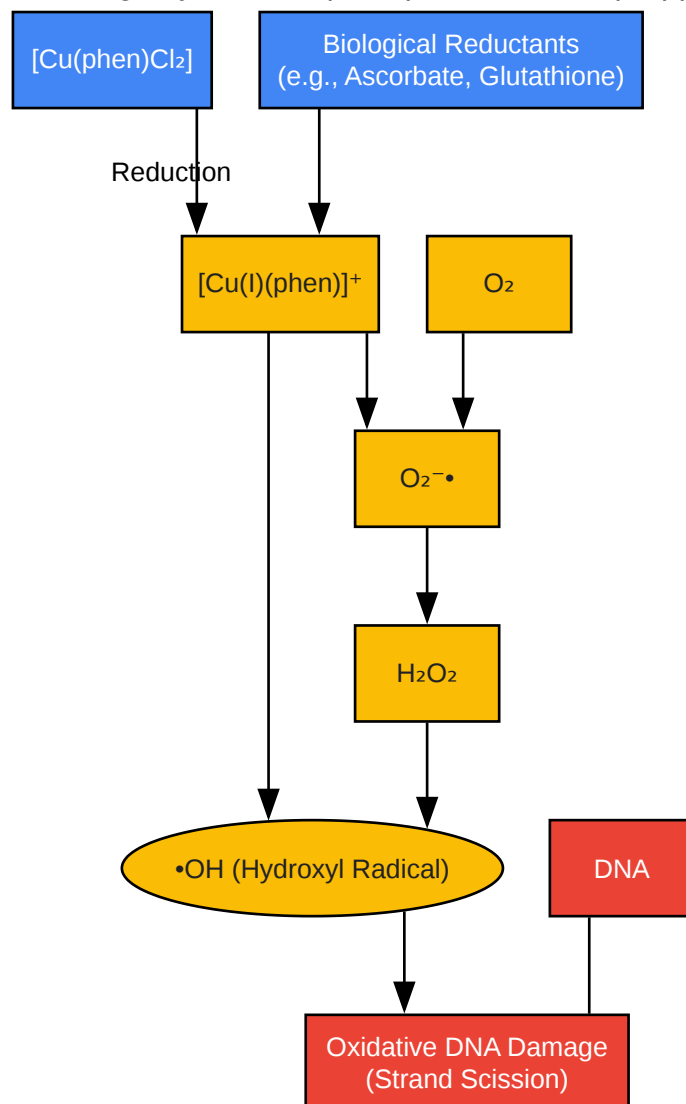 [Cu(phen)Cl₂]
Biological Reductants
(e.g., Ascorbate, Glutathione)
Reduction
[Cu(I)(phen)]⁺
O₂
O₂⁻•
H₂O₂
•OH (Hydroxyl Radical)
DNA
Oxidative DNA Damage
(Strand Scission)